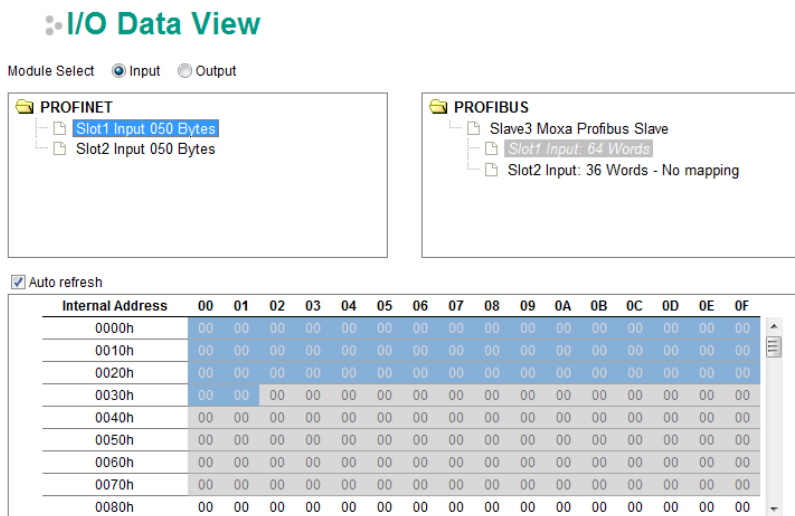 I/O Data View
Module Select Input Output
PROFINET
Slot1 Input 050 Bytes
Slot2 Input 050 Bytes
PROFIBUS
Slave3 Moxa Profibus Slave
Slot1 Input: 64 Words
Slot2 Input: 36 Words - No mapping
Auto refresh
Internal Address 00 01 02 03 04 05 06 07 08 09 0A 0B 0C 0D 0E 0F
0000h 00 00 00 00 00 00 00 00 00 00 00 00 00 00 00 00
0010h 00 00 00 00 00 00 00 00 00 00 00 00 00 00 00 00
0020h 00 00 00 00 00 00 00 00 00 00 00 00 00 00 00 00
0030h 00 00 00 00 00 00 00 00 00 00 00 00 00 00 00 00
0040h 00 00 00 00 00 00 00 00 00 00 00 00 00 00 00 00
0050h 00 00 00 00 00 00 00 00 00 00 00 00 00 00 00 00
0060h 00 00 00 00 00 00 00 00 00 00 00 00 00 00 00 00
0070h 00 00 00 00 00 00 00 00 00 00 00 00 00 00 00 00
0080h 00 00 00 00 00 00 00 00 00 00 00 00 00 00 00 00